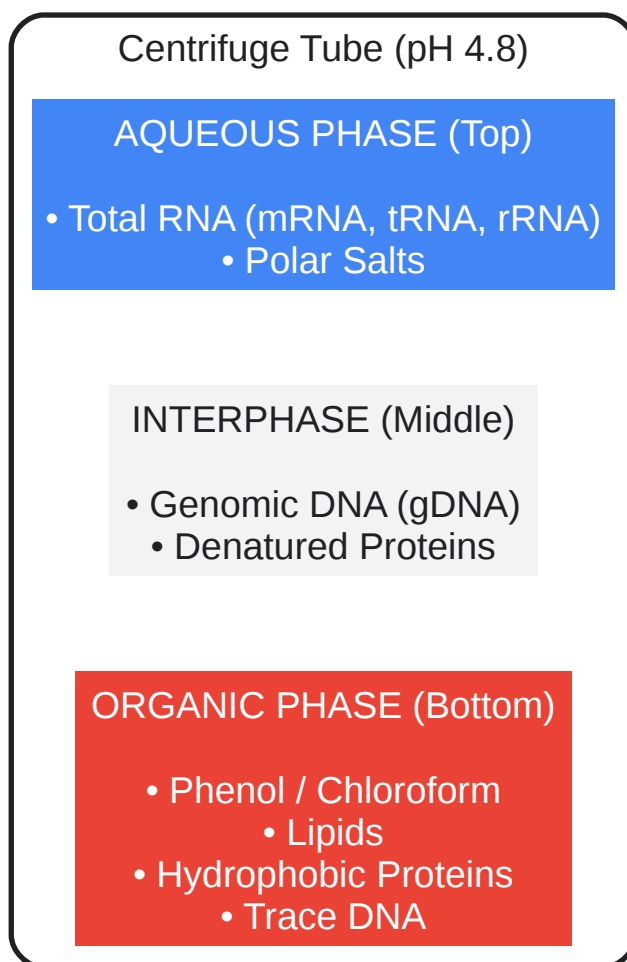 Centrifuge Tube (pH 4.8)
AQUEOUS PHASE (Top)
• Total RNA (mRNA, tRNA, rRNA)
• Polar Salts
INTERPHASE (Middle)
• Genomic DNA (gDNA)
• Denatured Proteins
ORGANIC PHASE (Bottom)
• Phenol / Chloroform
• Lipids
• Hydrophobic Proteins
• Trace DNA